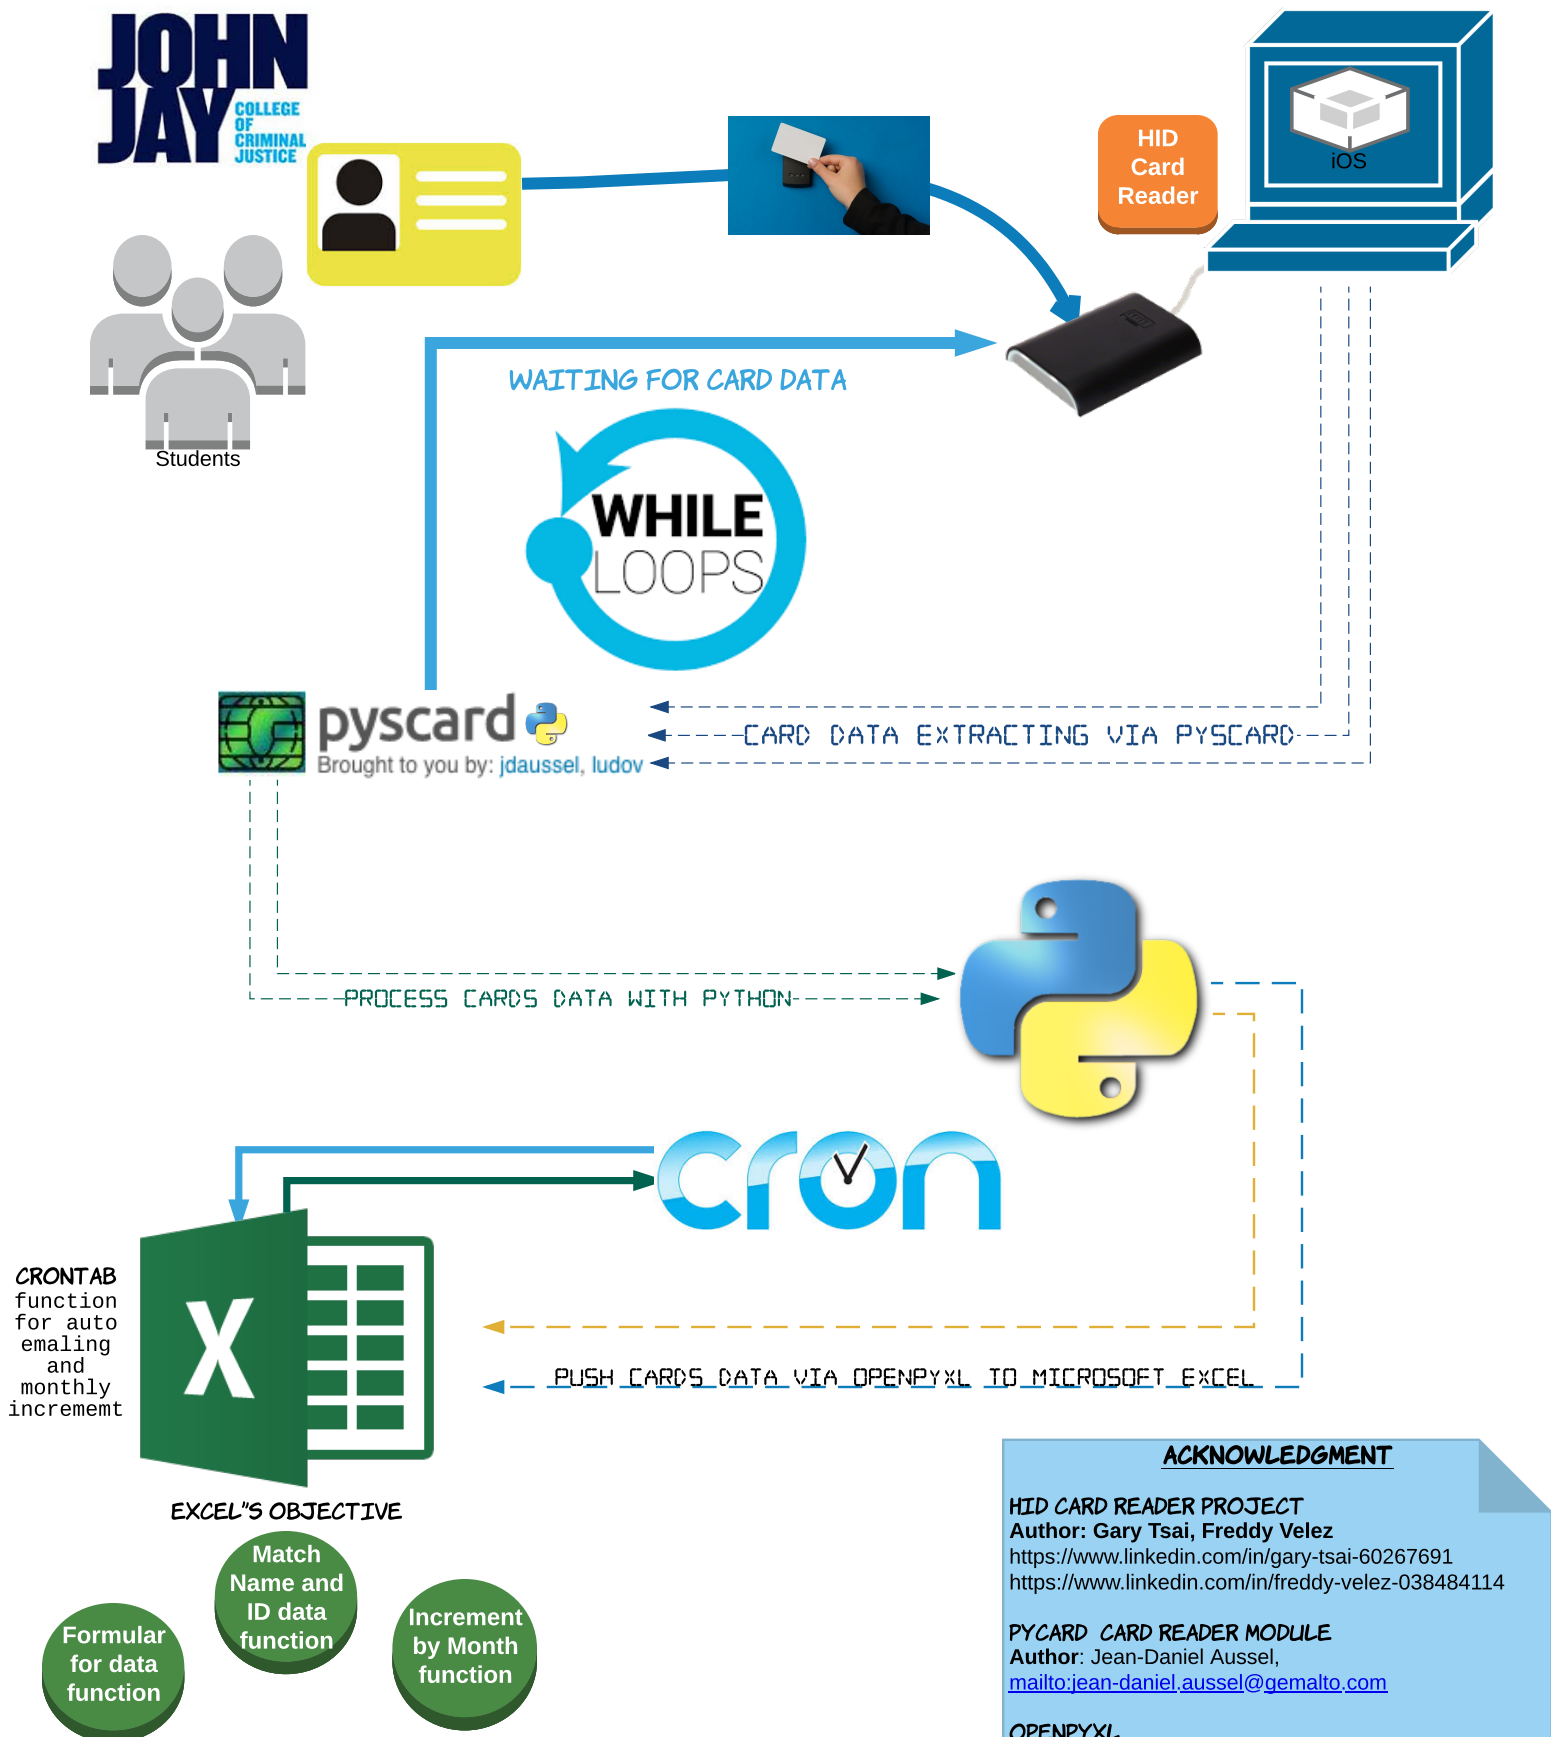 JOHN
JAY
COLLEGE
OF
CRIMINAL
JUSTICE
HID
Card
Reader
iOS
Students
WAITING FOR CARD DATA
WHILE
LOOPS
pyscard
Brought to you by: jdaussel, ludov
CARD DATA EXTRACTING VIA PYSCARD
PROCESS CARDS DATA WITH PYTHON
cron
CRONTAB
function
for auto
emaling
and
monthly
incrememt
X
PUSH CARDS DATA VIA OPENPYXL TO MICROSOFT EXCEL
EXCEL"S OBJECTIVE
Match
Name and
ID data
function
Increment
by Month
function
Formular
for data
function
ACKNOWLEDGMENT
HID CARD READER PROJECT
Author: Gary Tsai, Freddy Velez
https://www.linkedin.com/in/gary-tsai-60267691
https://www.linkedin.com/in/freddy-velez-038484114
PYCARD CARD READER MODULE
Author: Jean-Daniel Aussel,
mailto:jean-daniel.aussel@gemalto.com
OPENPYXL